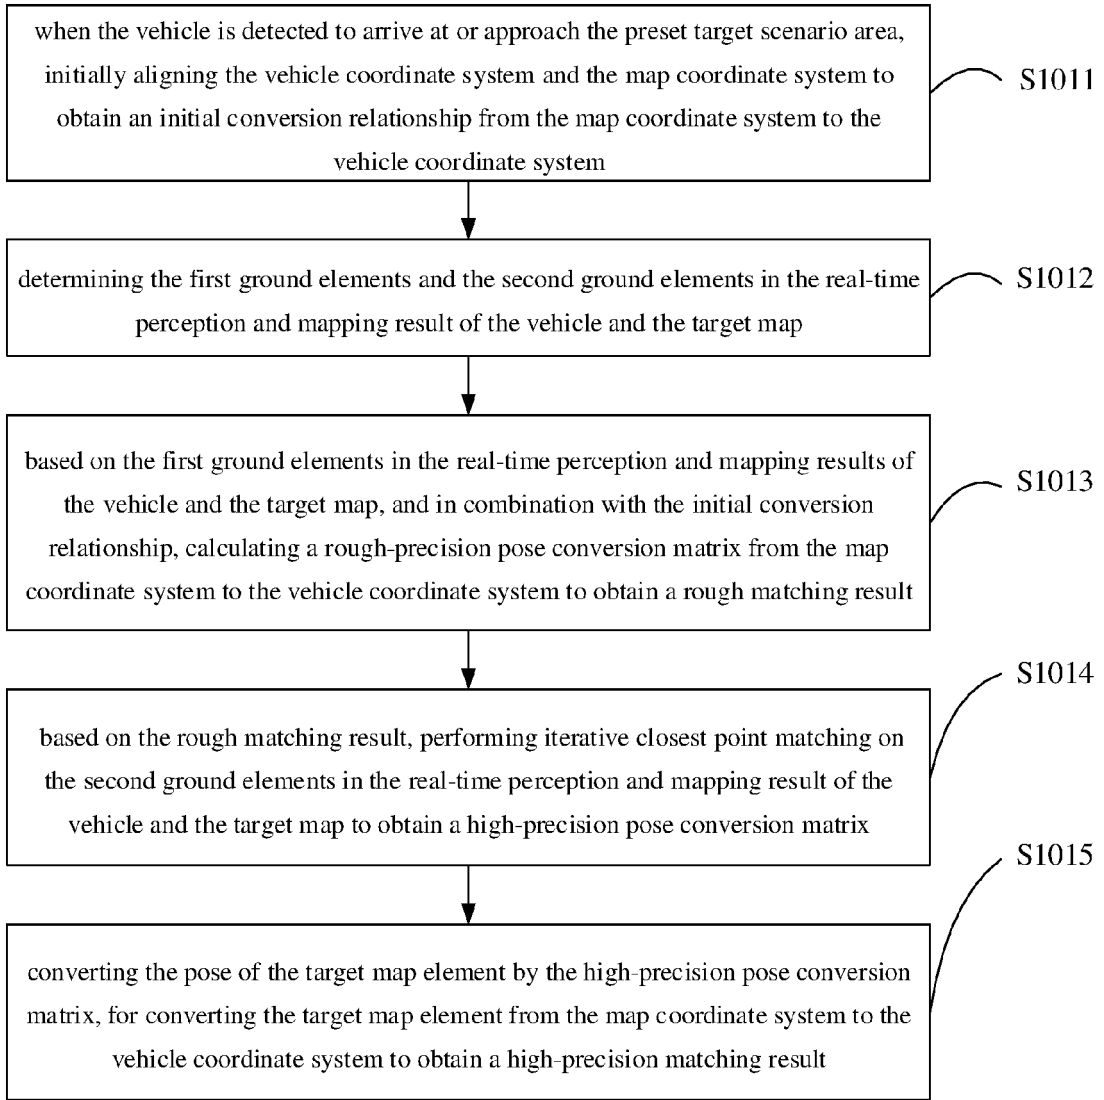 when the vehicle is detected to arrive at or approach the preset target scenario area,
initially aligning the vehicle coordinate system and the map coordinate system to
obtain an initial conversion relationship from the map coordinate system to the
vehicle coordinate system
S1011
determining the first ground elements and the second ground elements in the real-time
perception and mapping result of the vehicle and the target map
S1012
based on the first ground elements in the real-time perception and mapping results of
the vehicle and the target map, and in combination with the initial conversion
relationship, calculating a rough-precision pose conversion matrix from the map
coordinate system to the vehicle coordinate system to obtain a rough matching result
S1013
based on the rough matching result, performing iterative closest point matching on
the second ground elements in the real-time perception and mapping result of the
vehicle and the target map to obtain a high-precision pose conversion matrix
S1014
converting the pose of the target map element by the high-precision pose conversion
matrix, for converting the target map element from the map coordinate system to the
vehicle coordinate system to obtain a high-precision matching result
S1015